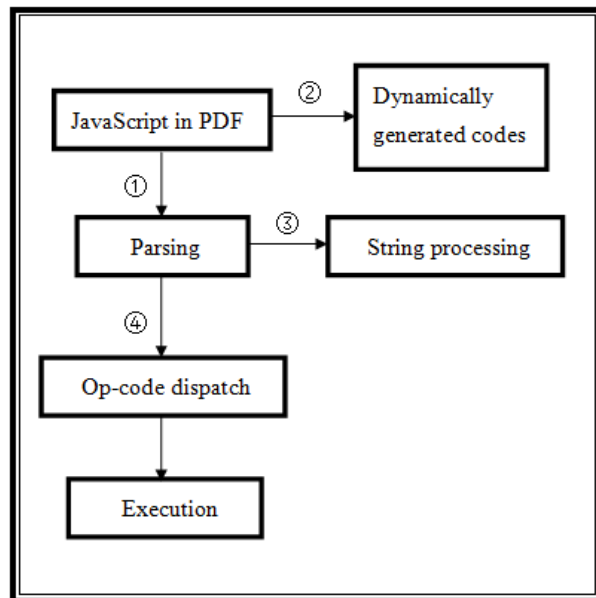 JavaScript in PDF
②
Dynamically
generated codes
①
Parsing
③
String processing
④
Op-code dispatch
Execution